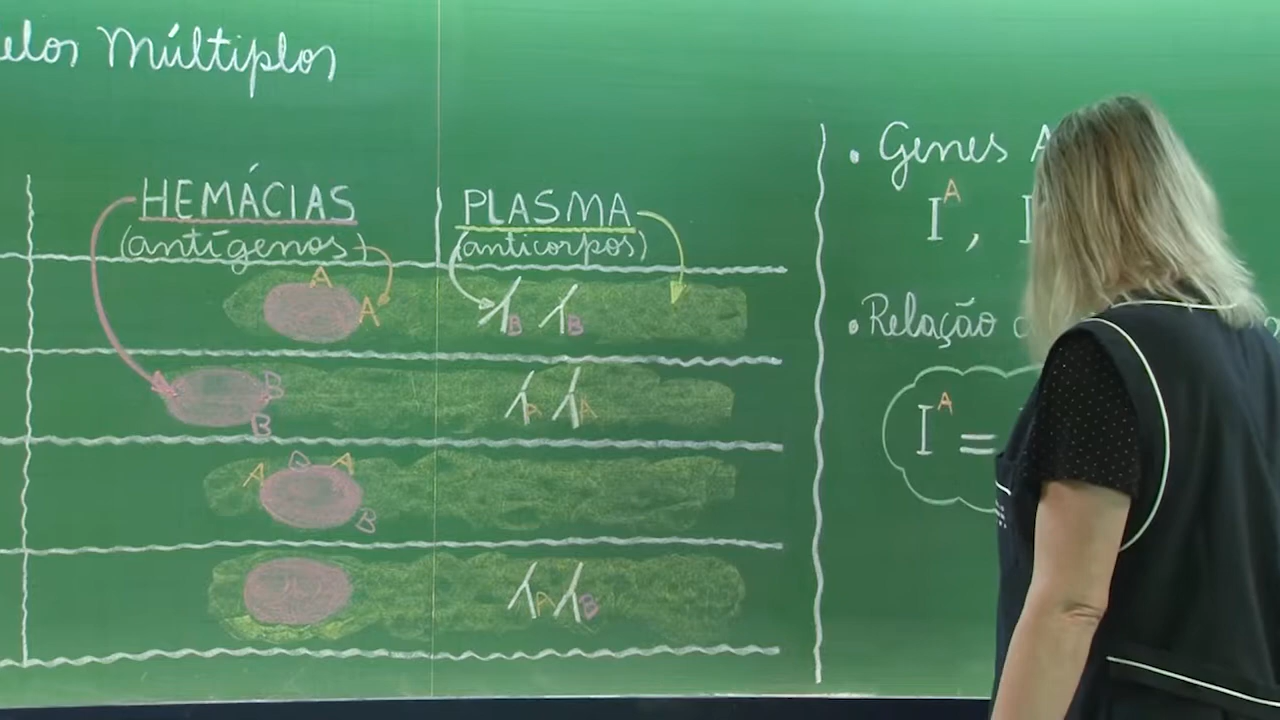 elos Múltiplos
HEMÁCIAS
(antígenos)
PLASMA
(anticorpos)
A
A
B B
B
B
A A
A B A
B
A B
• Genes A
I^A, I
• Relação
I^A =